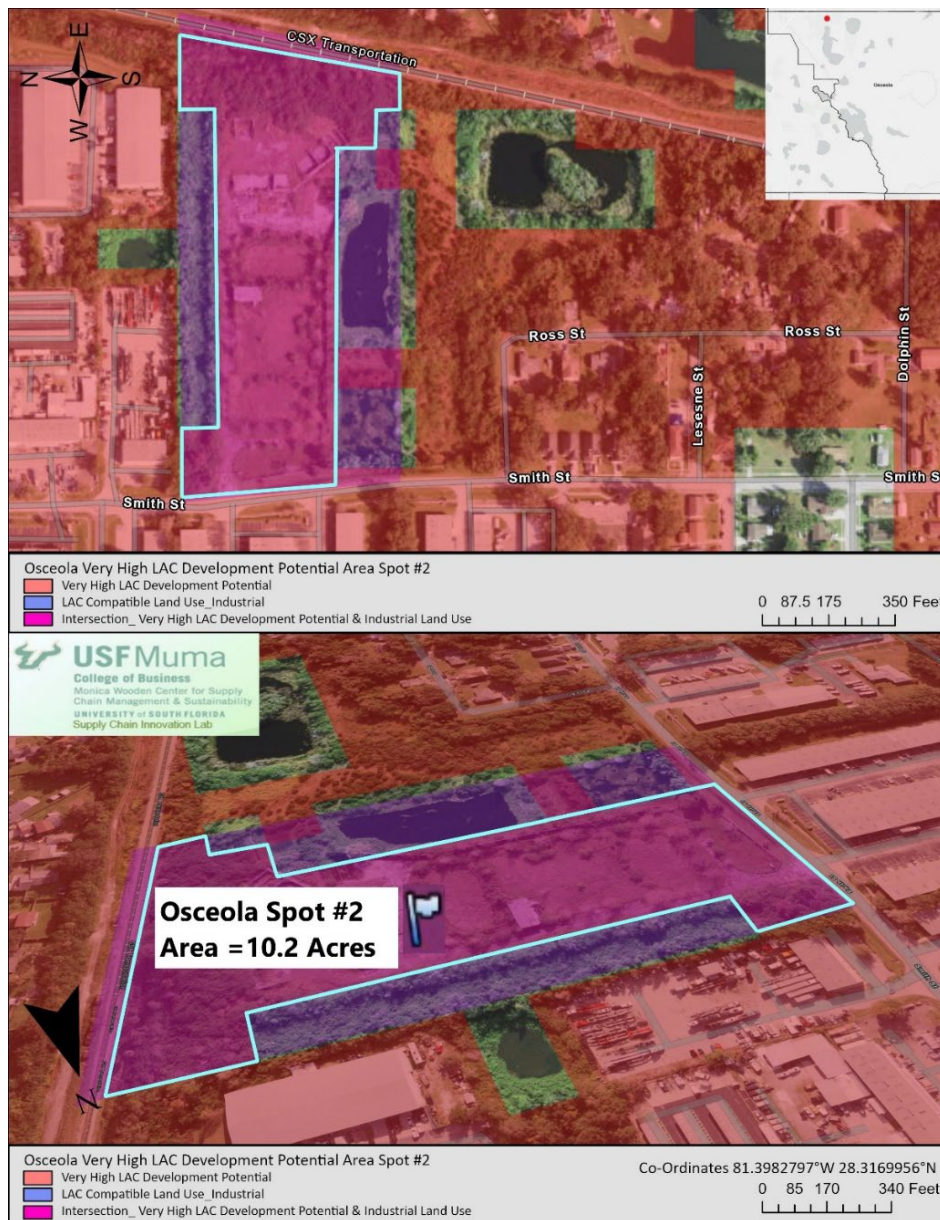 N
E
S
W
CSX Transportation
Osceola
Ross St
Ross St
Dolphin St
Lesesne St
Smith St
Smith St
Smith St
Osceola Very High LAC Development Potential Area Spot #2
Very High LAC Development Potential
LAC Compatible Land Use_Industrial
Intersection_ Very High LAC Development Potential & Industrial Land Use
0 87.5 175 350 Feet
USF Muma
College of Business
Monica Wooden Center for Supply
Chain Management & Sustainability
UNIVERSITY of SOUTH FLORIDA
Supply Chain Innovation Lab
Osceola Spot #2
Area =10.2 Acres
Smith St
N
Osceola Very High LAC Development Potential Area Spot #2
Very High LAC Development Potential
LAC Compatible Land Use_Industrial
Intersection_ Very High LAC Development Potential & Industrial Land Use
Co-Ordinates 81.3982797°W 28.3169956°N
0 85 170 340 Feet